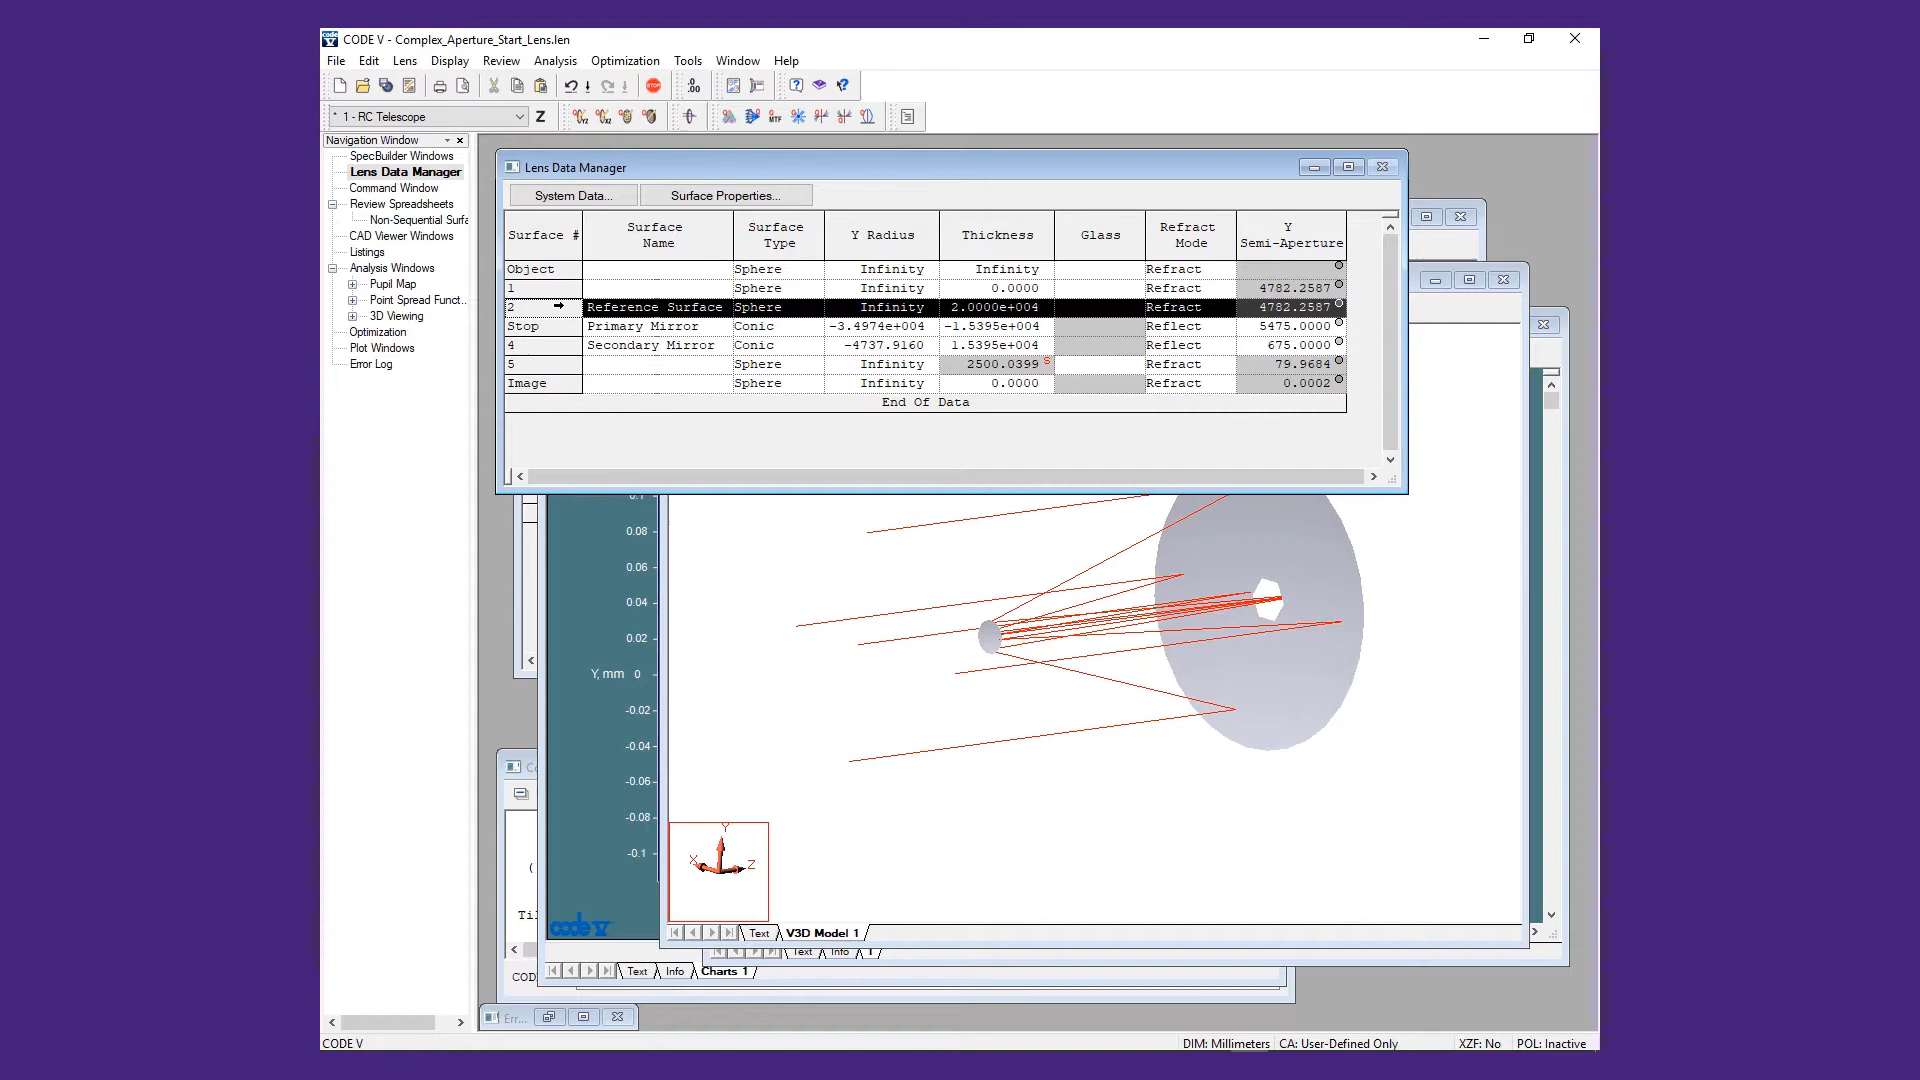 CODE V - Complex_Aperture_Start_Lens.len
File Edit Lens Display Review Analysis Optimization Tools Window Help
* 1 - RC Telescope
Z
Navigation Window
SpecBuilder Windows
Lens Data Manager
Command Window
Review Spreadsheets
Non-Sequential Surfa
CAD Viewer Windows
Listings
Analysis Windows
Pupil Map
Point Spread Funct...
3D Viewing
Optimization
Plot Windows
Error Log
Lens Data Manager
System Data... Surface Properties...
Surface # Surface Name Surface Type Y Radius Thickness Glass Refract Mode Y Semi-Aperture
Object Sphere Infinity Infinity Refract
1 Sphere Infinity 0.0000 Refract 4782.2587
2 Reference Surface Sphere Infinity 2.0000e+004 Refract 4782.2587
Stop Primary Mirror Conic -3.4974e+004 -1.5395e+004 Reflect 5475.0000
4 Secondary Mirror Conic -4737.9160 1.5395e+004 Reflect 675.0000
5 Sphere Infinity 2500.0399 S Refract 79.9684
Image Sphere Infinity 0.0000 Refract 0.0002
End Of Data
0.1
0.08
0.06
0.04
0.02
Y, mm 0
-0.02
-0.04
-0.06
-0.08
-0.1
Y
X Z
code V
Text V3D Model 1
Text Info 1
Text Info Charts 1
(
Til
COD
Err...
CODE V
DIM: Millimeters CA: User-Defined Only XZF: No POL: Inactive